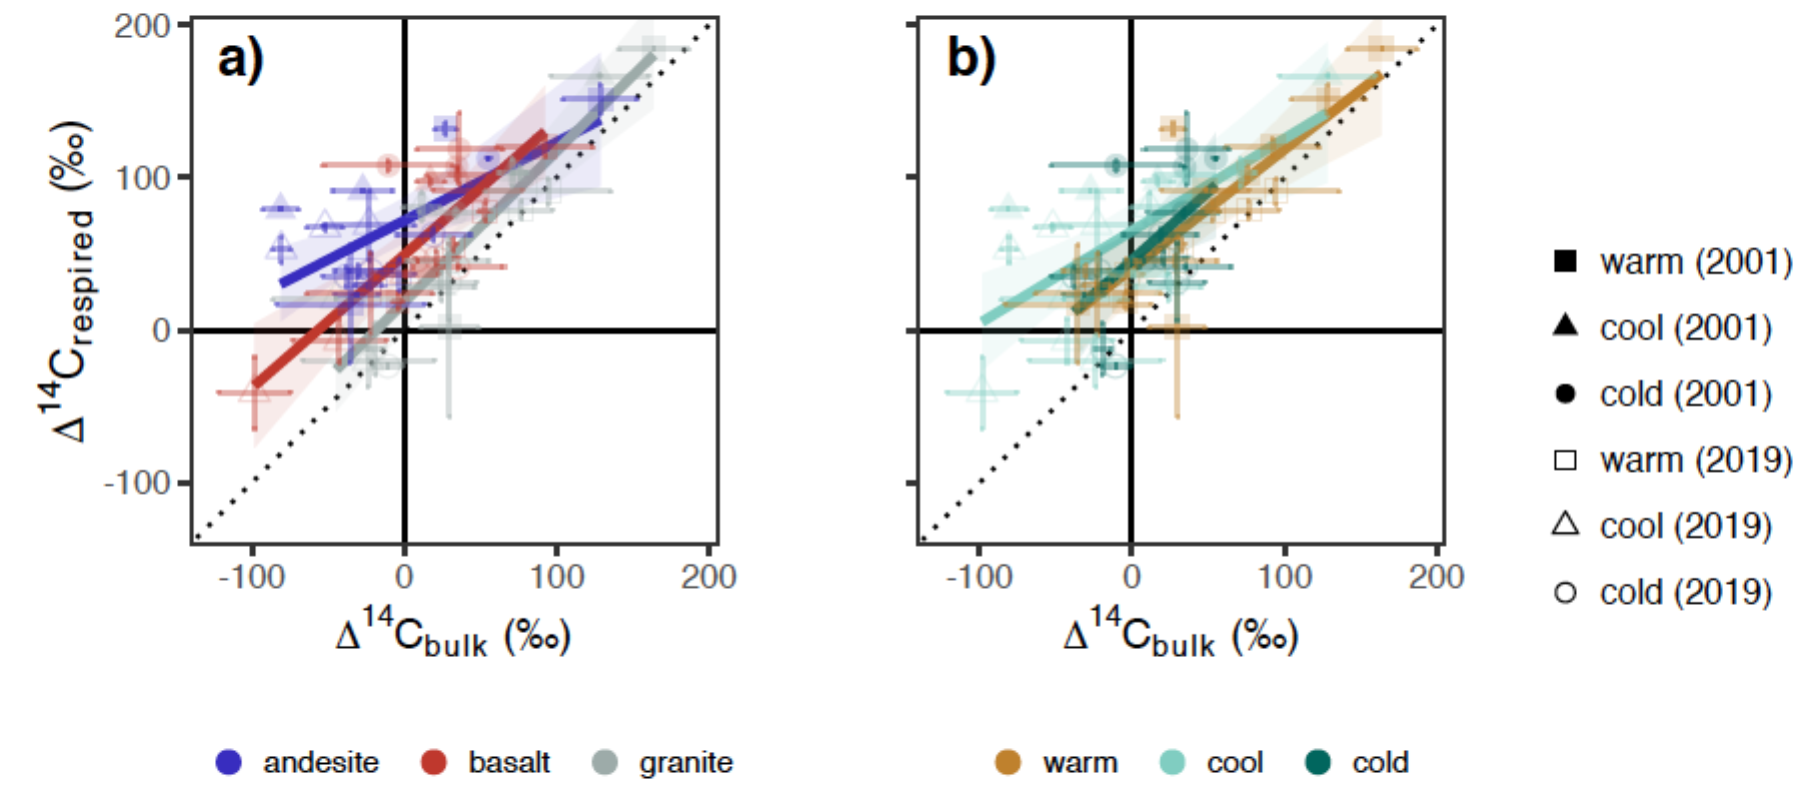 a)
b)
200
100
0
-100
Δ¹⁴Crespired (‰)
-100 0 100 200
-100 0 100 200
Δ¹⁴Cbulk (‰)
Δ¹⁴Cbulk (‰)
warm (2001)
cool (2001)
cold (2001)
warm (2019)
cool (2019)
cold (2019)
andesite basalt granite
warm cool cold